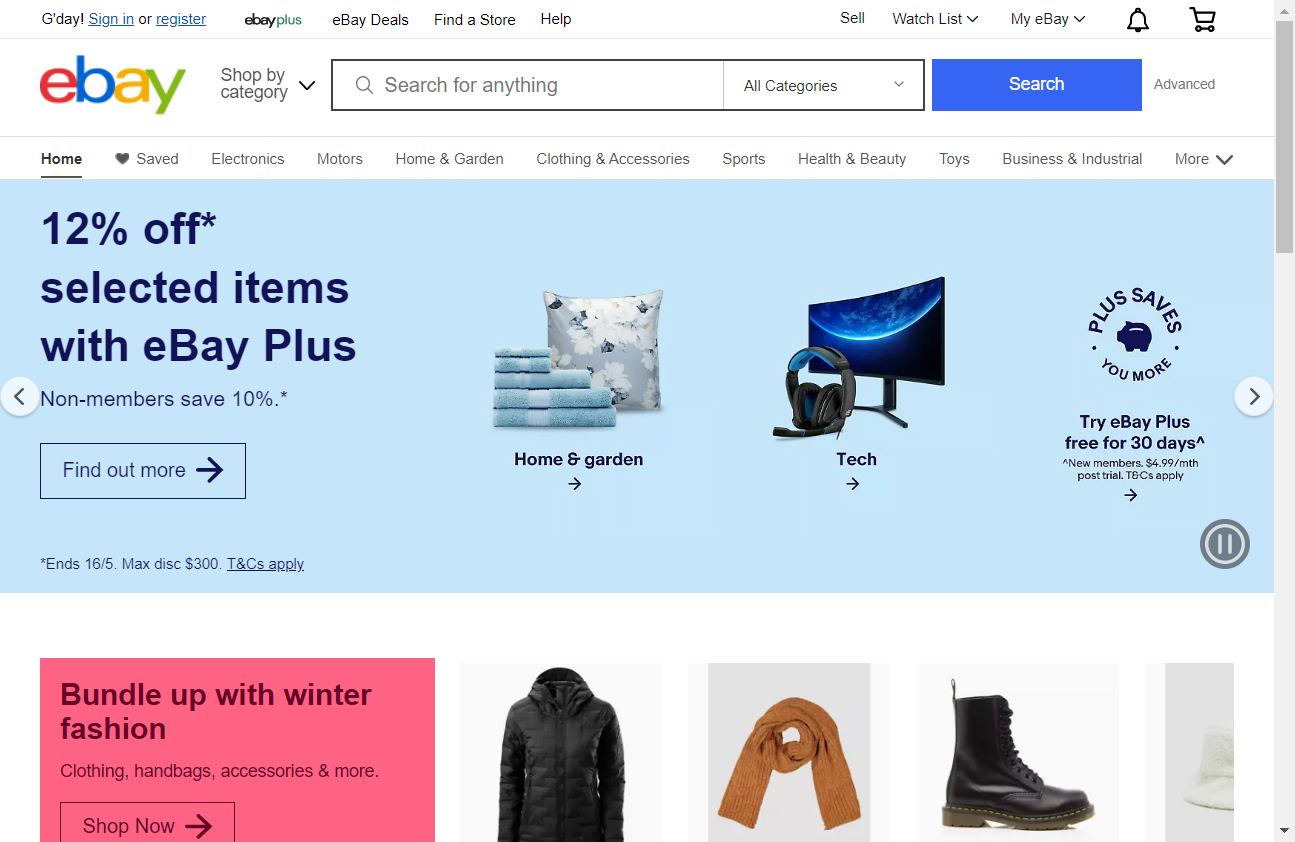 G'day! Sign in or register
ebayplus
eBay Deals
Find a Store
Help
Sell
Watch List
My eBay
ebay
Shop by
category
Search for anything
All Categories
Search
Advanced
Home
Saved
Electronics
Motors
Home & Garden
Clothing & Accessories
Sports
Health & Beauty
Toys
Business & Industrial
More
12% off*
selected items
with eBay Plus
Non-members save 10%.*
Find out more
*Ends 16/5. Max disc $300. T&Cs apply
Home & garden
Tech
PLUS SAVES
YOU MORE
Try eBay Plus
free for 30 days^
^New members. $4.99/mth
post trial. T&Cs apply
Bundle up with winter
fashion
Clothing, handbags, accessories & more.
Shop Now